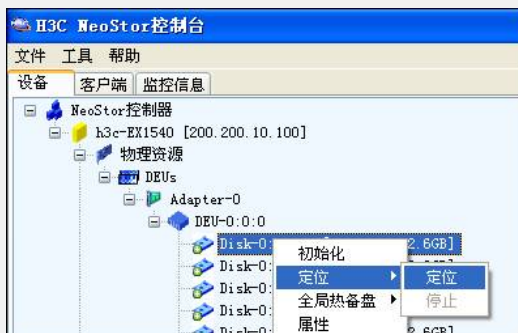 H3C NeoStor控制台
文件 工具 帮助
设备 客户端 监控信息
NeoStor控制器
h3c-EX1540 [200.200.10.100]
物理资源
DEUs
Adapter-0
DEU-0:0:0
Disk-0: 2.6GB]
初始化
Disk-0:
定位 定位
Disk-0:
全局热备盘 停止
Disk-0:
属性
Disk-0: 2.6GB]